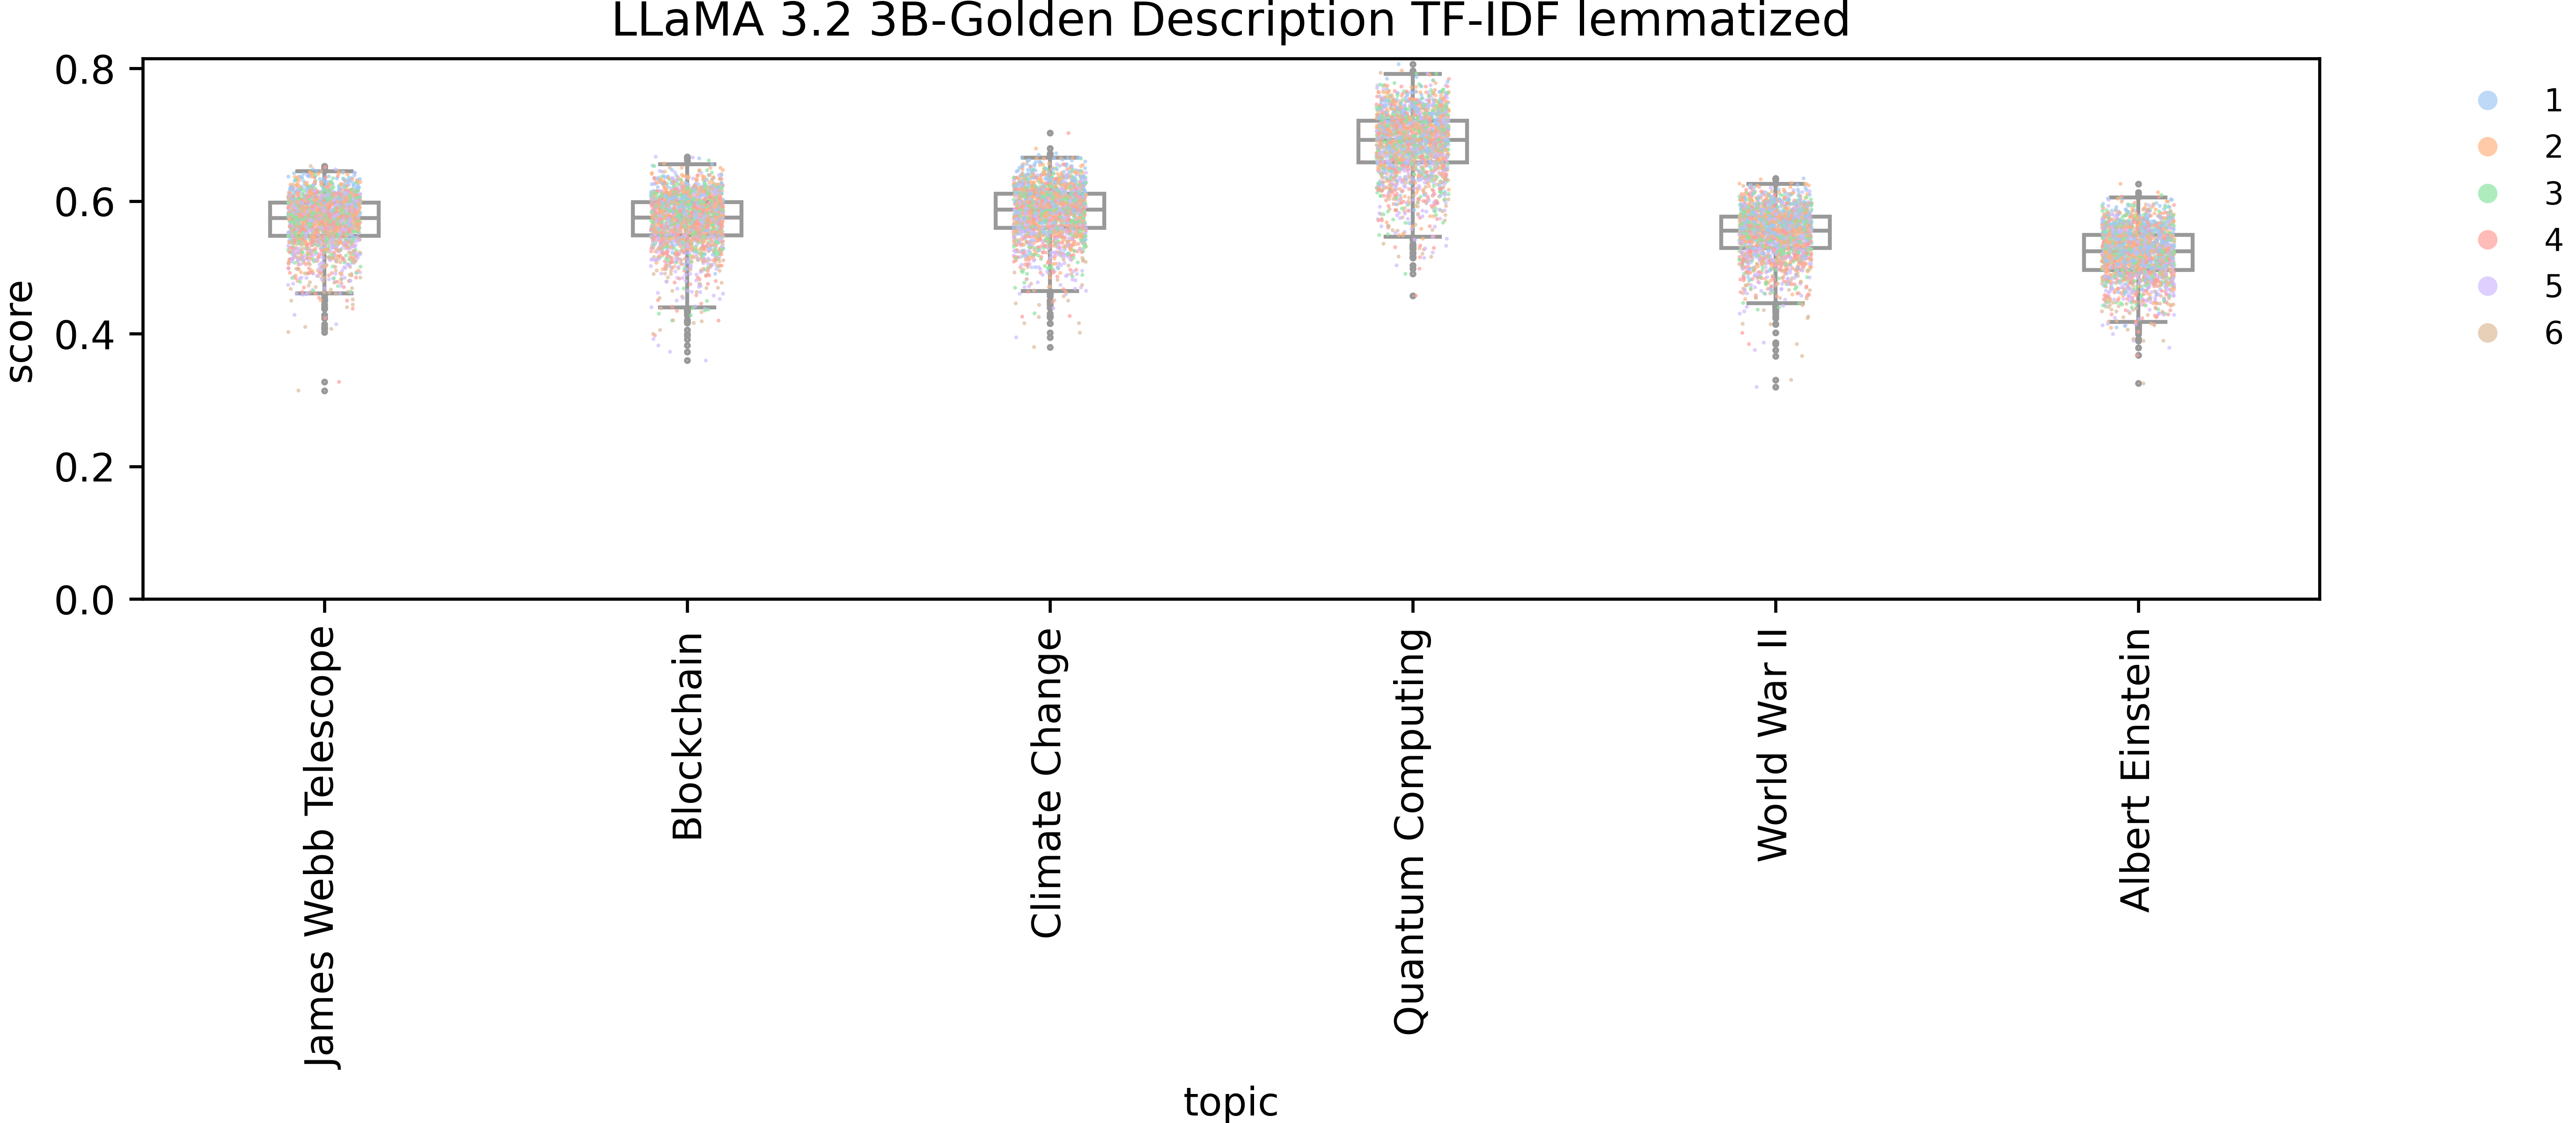 LLaMA 3.2 3B-Golden Description TF-IDF lemmatized
0.8
0.6
0.4
0.2
0.0
score
James Webb Telescope
Blockchain
Climate Change
Quantum Computing
World War II
Albert Einstein
topic
1
2
3
4
5
6